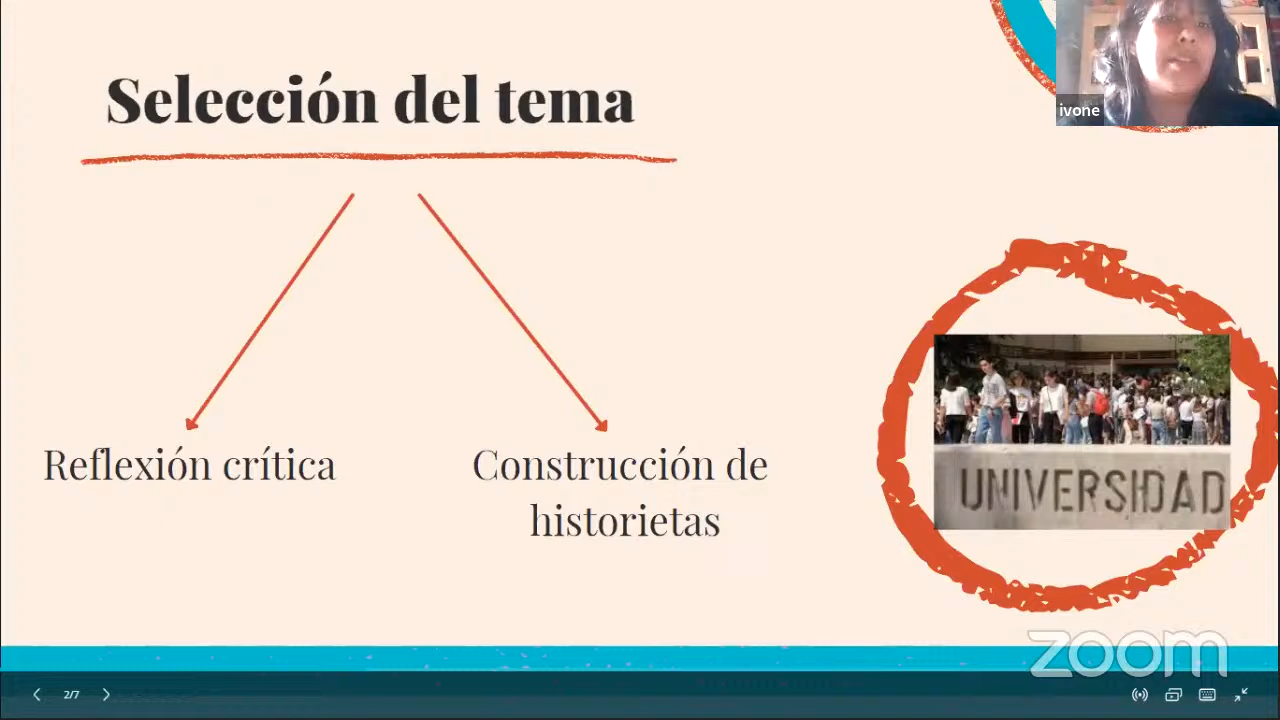 Selección del tema
ivone
Reflexión crítica
Construcción de
historietas
UNIVERSIDAD
zoom
2/7